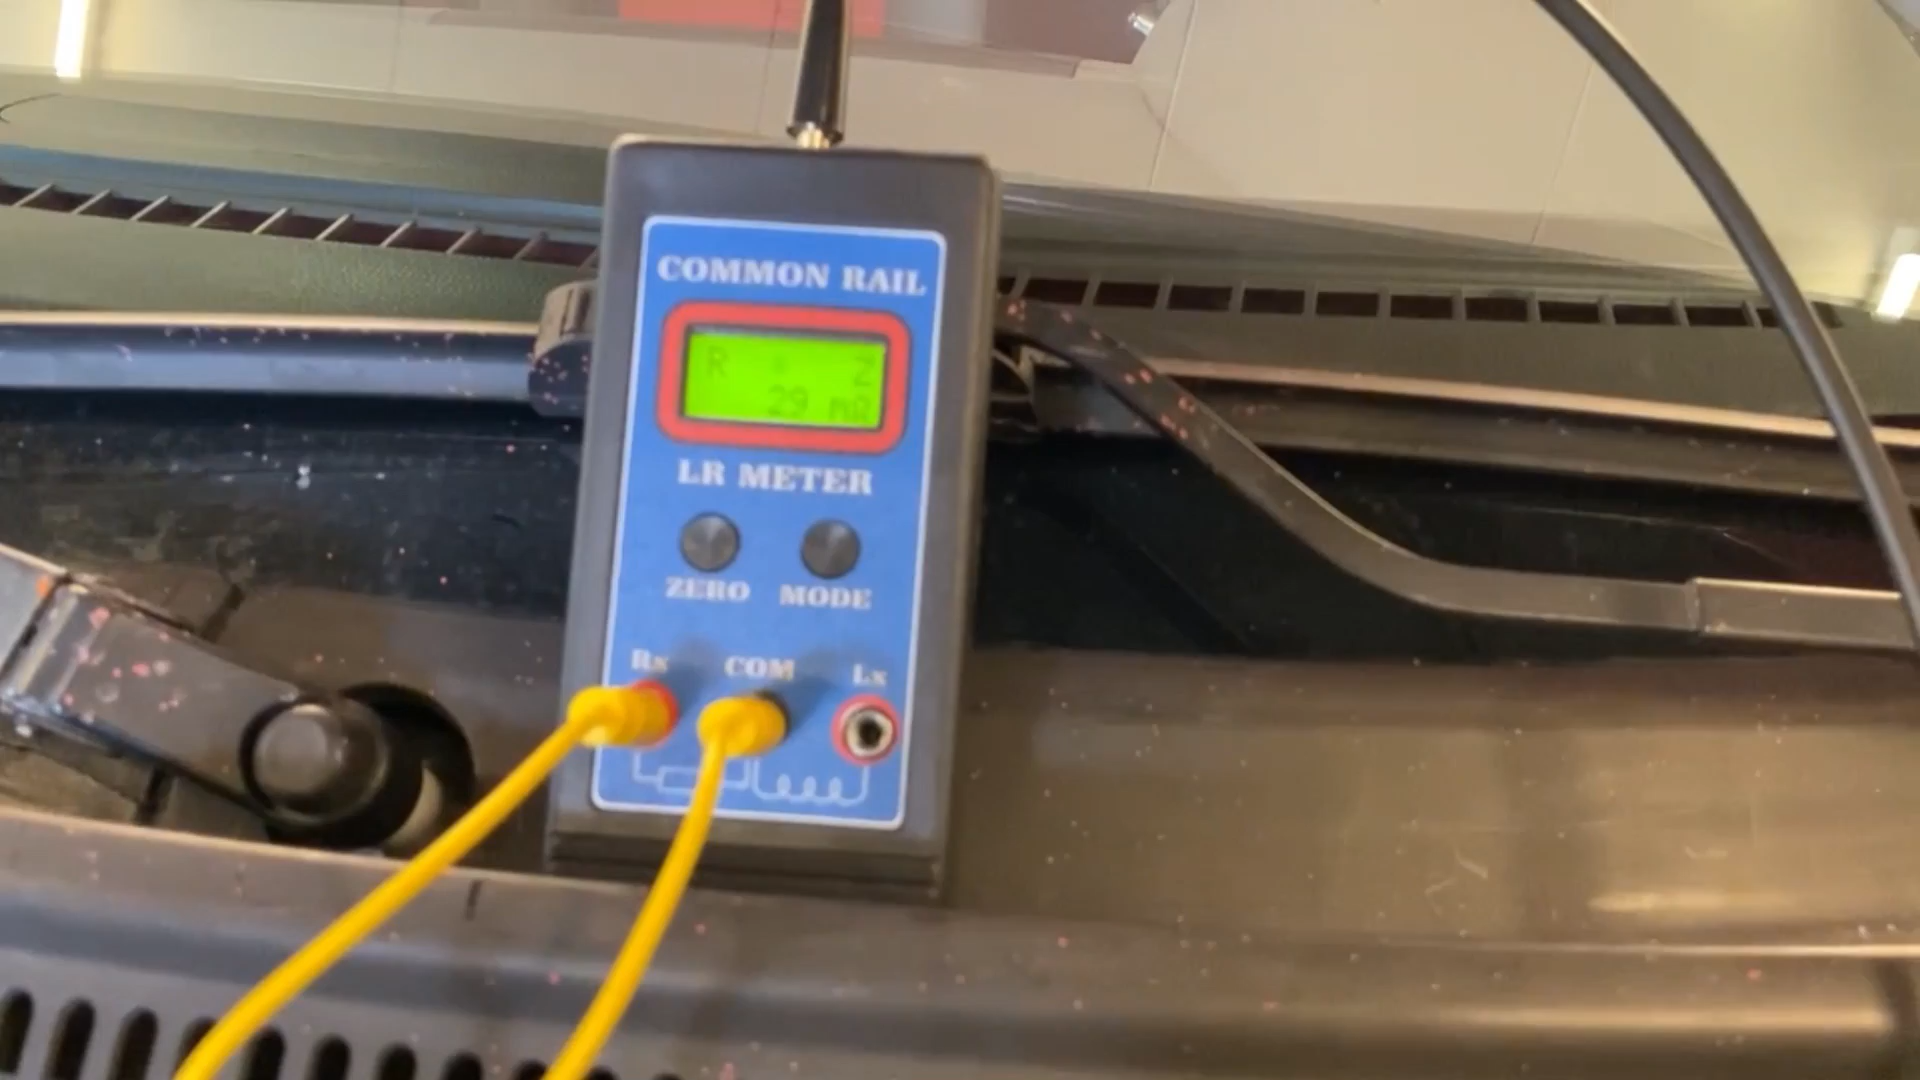 COMMON RAIL
R = Z
29 mΩ
LR METER
ZERO MODE
Rx COM Lx